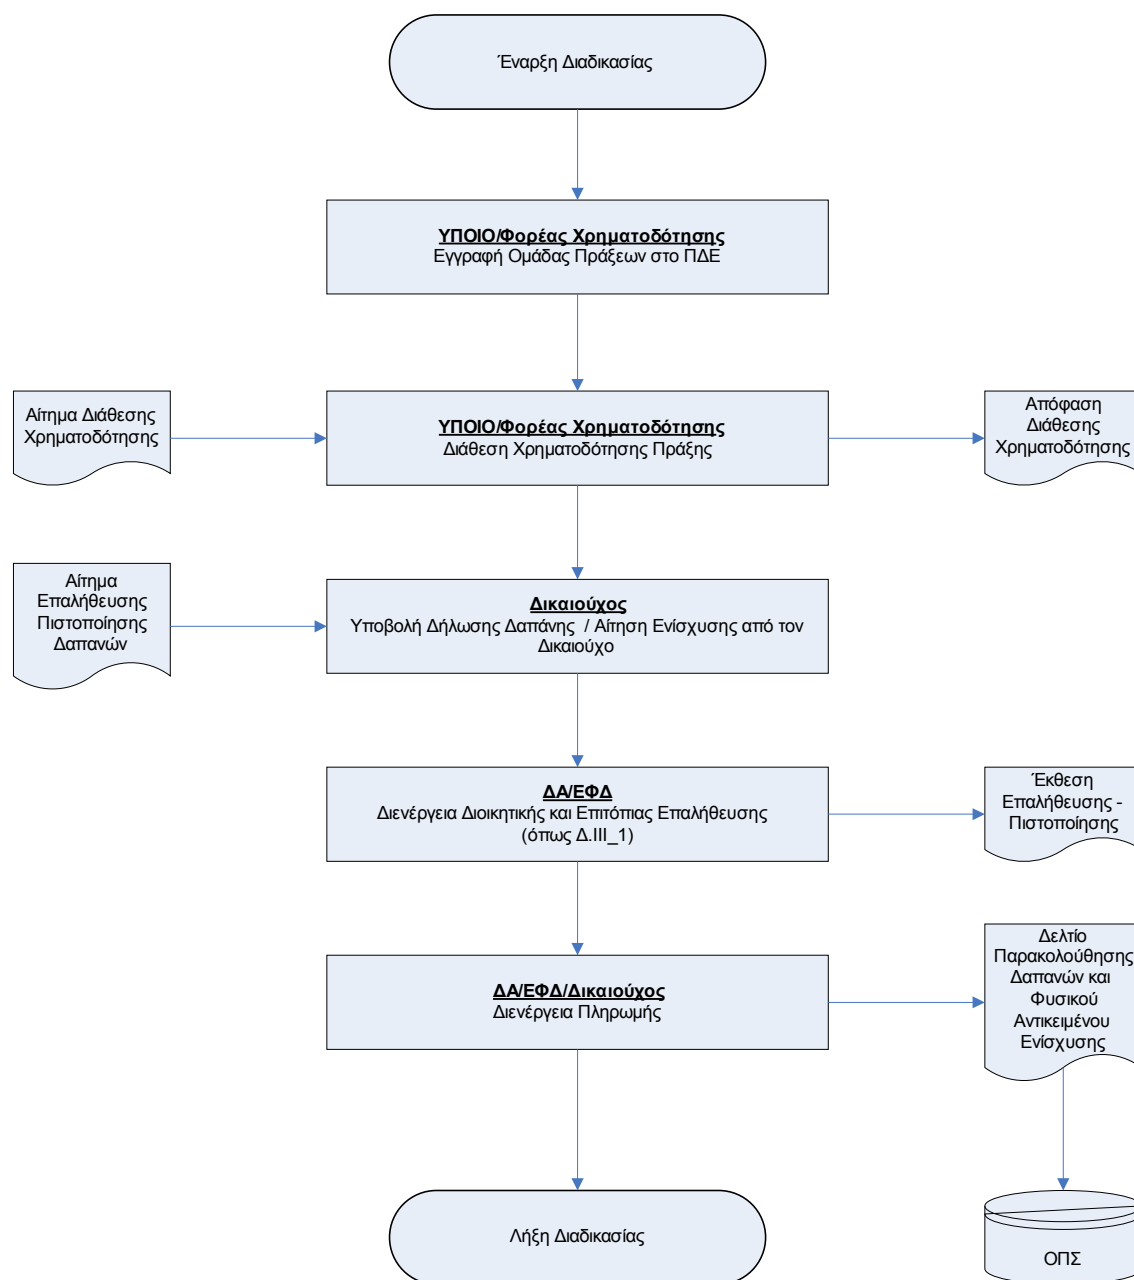 Έναρξη Διαδικασίας
ΥΠΟΙΟ/Φορέας Χρηματοδότησης
Εγγραφή Ομάδας Πράξεων στο ΠΔΕ
Αίτημα Διάθεσης
Χρηματοδότησης
ΥΠΟΙΟ/Φορέας Χρηματοδότησης
Διάθεση Χρηματοδότησης Πράξης
Απόφαση
Διάθεσης
Χρηματοδότησης
Αίτημα
Επαλήθευσης
Πιστοποίησης
Δαπανών
Δικαιούχος
Υποβολή Δήλωσης Δαπάνης / Αίτηση Ενίσχυσης από τον
Δικαιούχο
ΔΑ/ΕΦΔ
Διενέργεια Διοικητικής και Επιτόπιας Επαλήθευσης
(όπως Δ.ΙΙΙ_1)
Έκθεση
Επαλήθευσης -
Πιστοποίησης
ΔΑ/ΕΦΔ/Δικαιούχος
Διενέργεια Πληρωμής
Δελτίο
Παρακολούθησης
Δαπανών και
Φυσικού
Αντικειμένου
Ενίσχυσης
Λήξη Διαδικασίας
ΟΠΣ